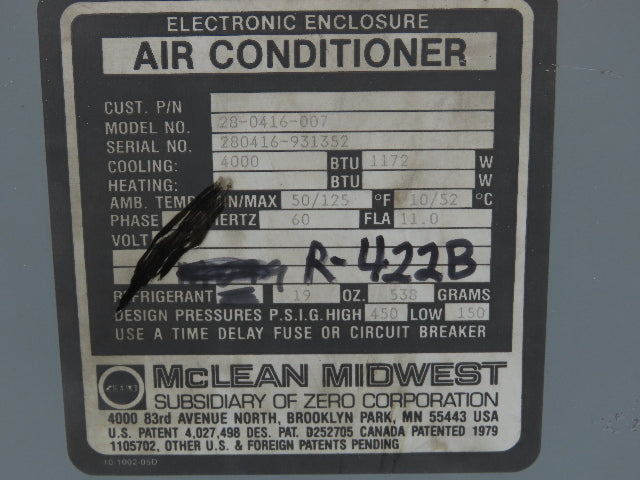 ELECTRONIC ENCLOSURE
AIR CONDITIONER
CUST. P/N
MODEL NO. 28-0416-007
SERIAL NO. 280416-931352
COOLING: 4000 BTU 1172 W
HEATING: BTU W
AMB. TEMP. MIN/MAX 50/125 °F 10/52 °C
PHASE HERTZ 60 FLA 11.0
VOLT
R-422B
REFRIGERANT 19 OZ. 538 GRAMS
DESIGN PRESSURES P.S.I.G. HIGH 450 LOW 150
USE A TIME DELAY FUSE OR CIRCUIT BREAKER
McLEAN MIDWEST
SUBSIDIARY OF ZERO CORPORATION
4000 83rd AVENUE NORTH, BROOKLYN PARK, MN 55443 USA
U.S. PATENT 4,027,498 DES. PAT. D252705 CANADA PATENTED 1979
1105702, OTHER U.S. & FOREIGN PATENTS PENDING
10-1002-05D